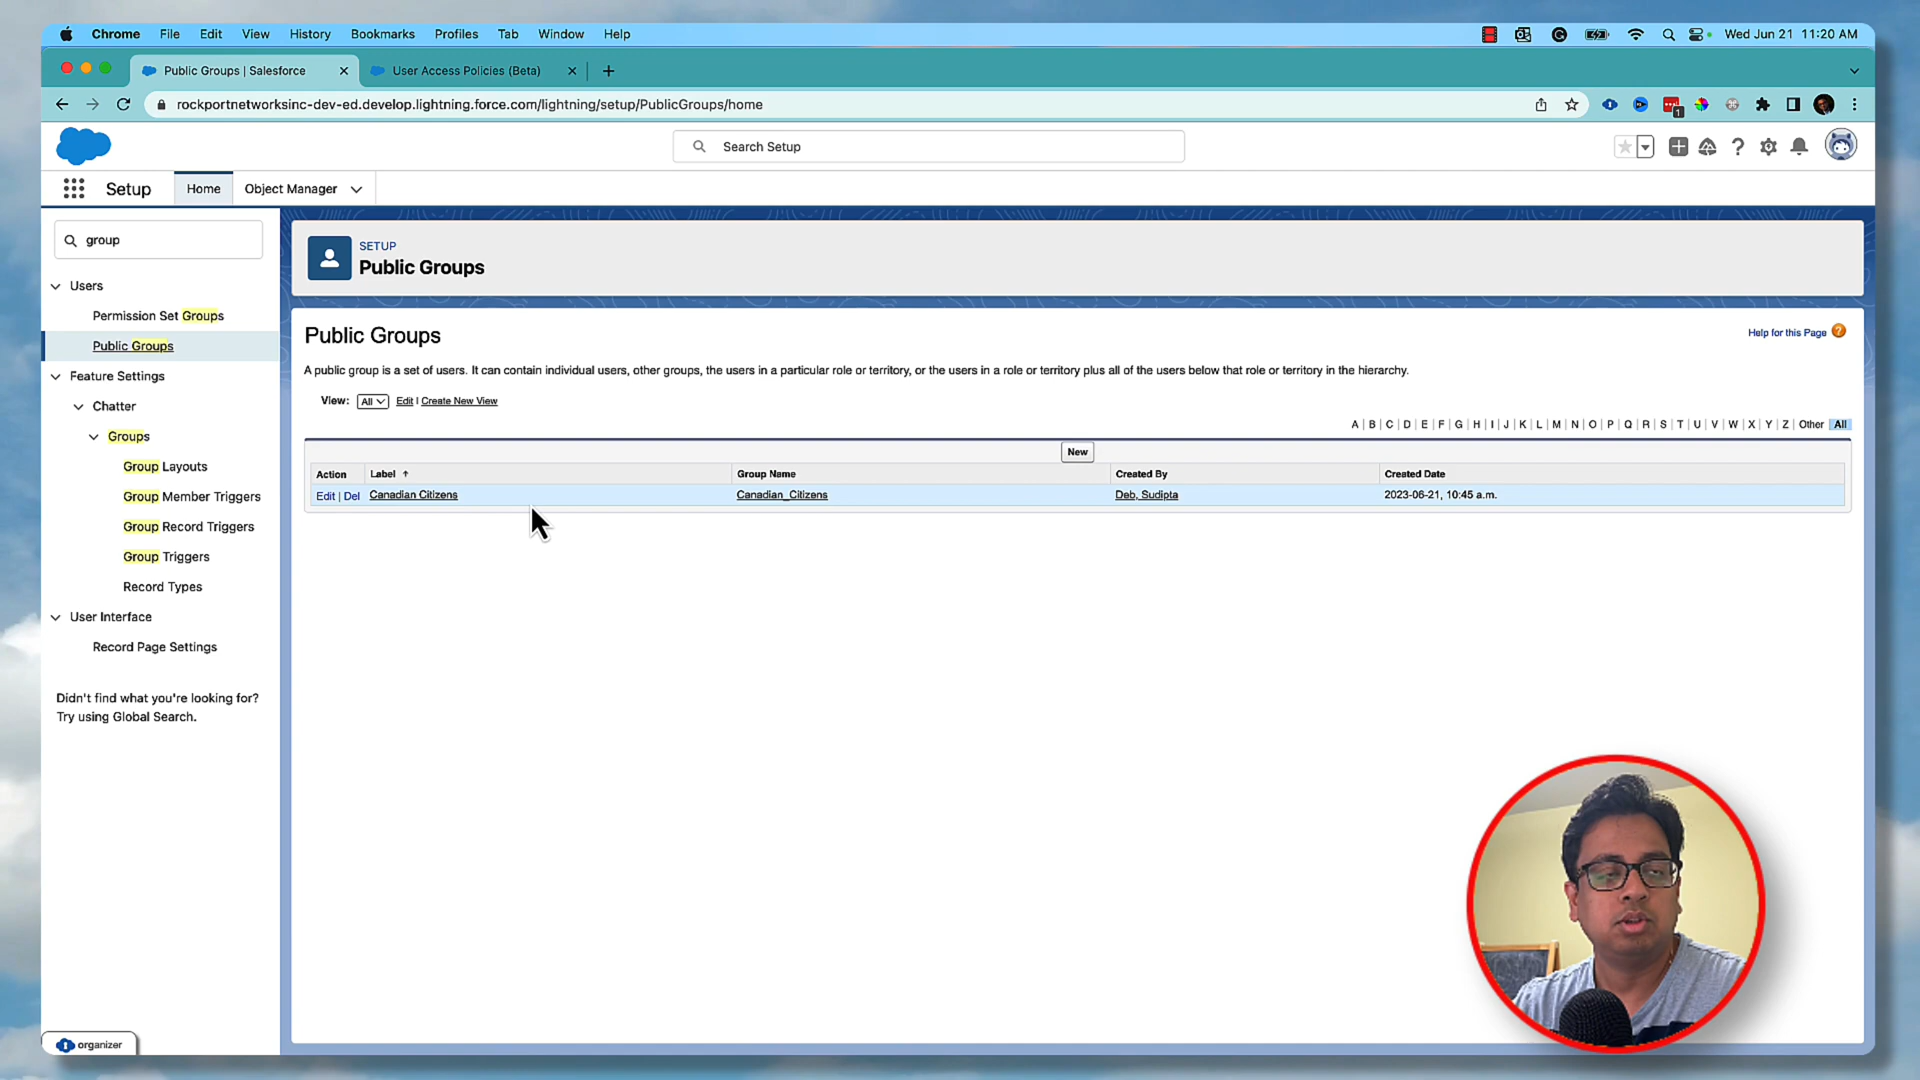 Chrome File Edit View History Bookmarks Profiles Tab Window Help Wed Jun 21 11:20 AM
Public Groups | Salesforce User Access Policies (Beta)
rockportnetworksinc-dev-ed.develop.lightning.force.com/lightning/setup/PublicGroups/home
1
Search Setup
Setup Home Object Manager
group
Users
Permission Set Groups
Public Groups
Feature Settings
Chatter
Groups
Group Layouts
Group Member Triggers
Group Record Triggers
Group Triggers
Record Types
User Interface
Record Page Settings
Didn't find what you're looking for?
Try using Global Search.
organizer
SETUP
Public Groups
Public Groups
Help for this Page ?
A public group is a set of users. It can contain individual users, other groups, the users in a particular role or territory, or the users in a role or territory plus all of the users below that role or territory in the hierarchy.
View: All Edit | Create New View
A | B | C | D | E | F | G | H | I | J | K | L | M | N | O | P | Q | R | S | T | U | V | W | X | Y | Z | Other All
New
Action Label Group Name Created By Created Date
Edit | Del Canadian Citizens Canadian_Citizens Deb, Sudipta 2023-06-21, 10:45 a.m.